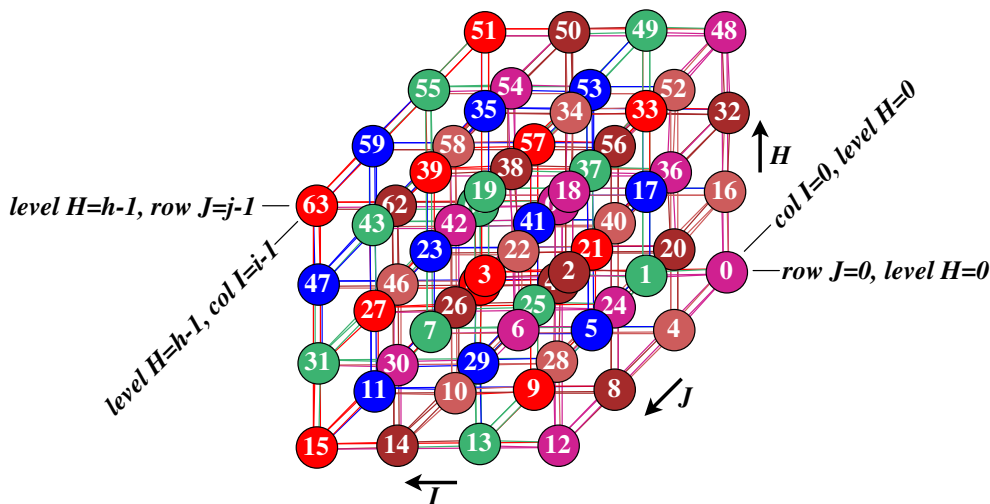 51 50 49 48
55 54 53 52
35 34 33 32
59 58 57 56
39 38 37 36
H
col I=0, level H=0
19 18 17 16
63 62
level H=h-1, row J=j-1
43 42 41 40
23 22 21 20
3 2 1 0
row J=0, level H=0
47 46
27 26 25 24
7 6 5 4
level H=h-1, col I=i-1
31 30 29 28
11 10 9 8
J
15 14 13 12
I